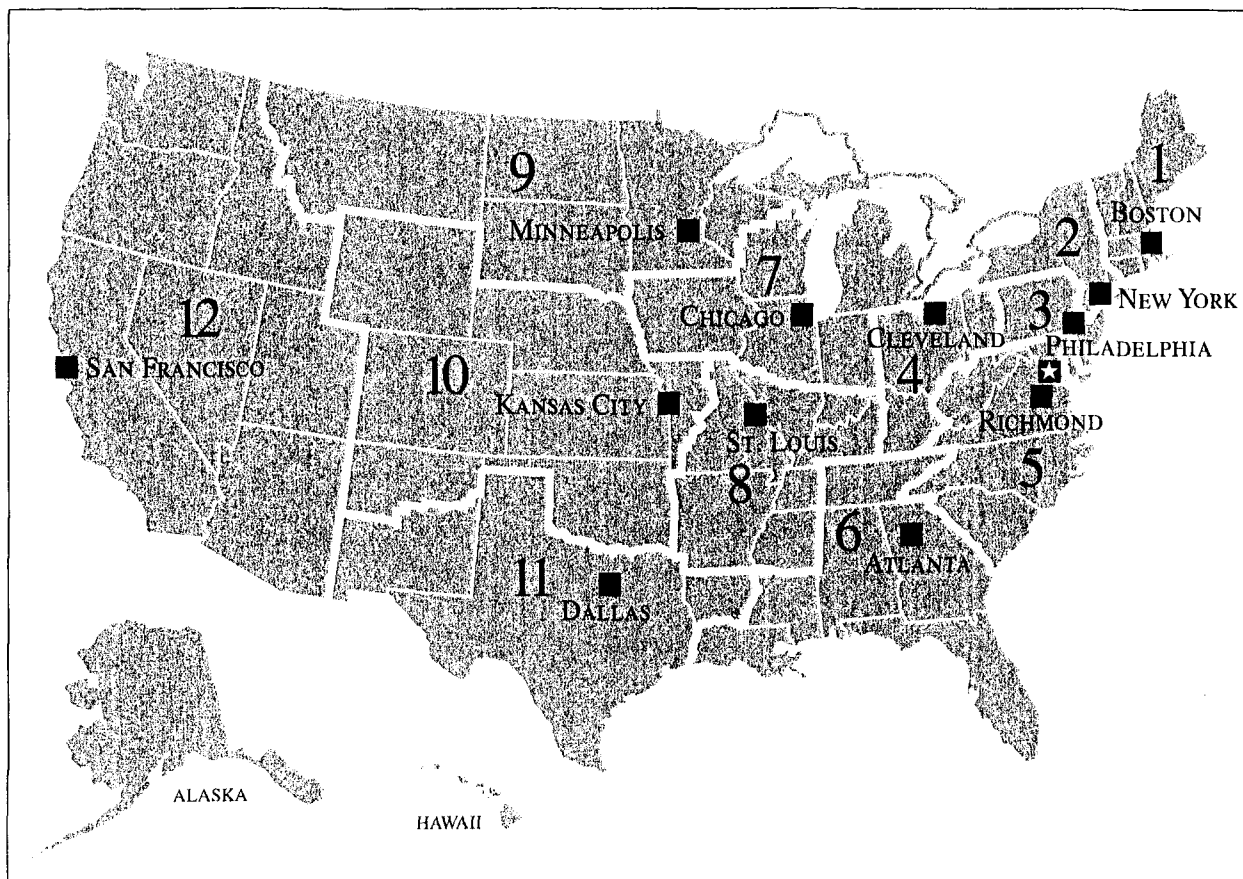 1
9
BOSTON
MINNEAPOLIS
2
7
NEW YORK
12
CHICAGO
3
CLEVELAND
PHILADELPHIA
SAN FRANCISCO
10
4
KANSAS CITY
RICHMOND
ST. LOUIS
8
5
6
ATLANTA
11
DALLAS
ALASKA
HAWAII